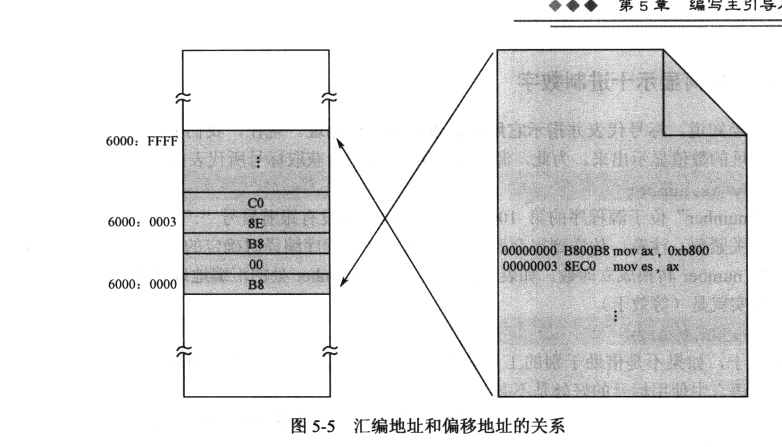 ◆◆◆ 第5章 编写主引导
6000：FFFF
⋮
C0
6000：0003 8E
B8
00
6000：0000 B8
00000000 B800B8 mov ax，0xb800
00000003 8EC0 mov es，ax
⋮
图 5-5 汇编地址和偏移地址的关系